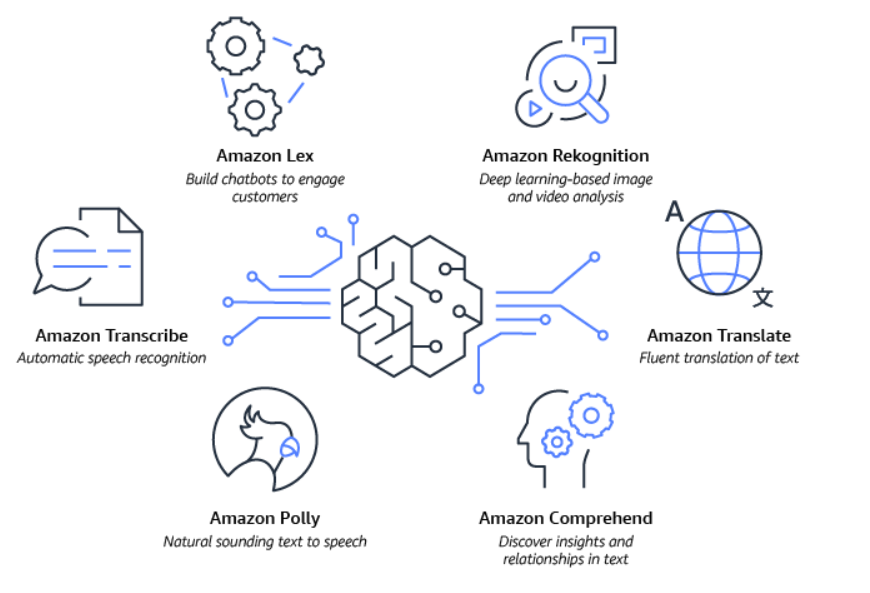 Amazon Lex
Build chatbots to engage
customers
Amazon Rekognition
Deep learning-based image
and video analysis
Amazon Transcribe
Automatic speech recognition
A
文
Amazon Translate
Fluent translation of text
Amazon Polly
Natural sounding text to speech
Amazon Comprehend
Discover insights and
relationships in text